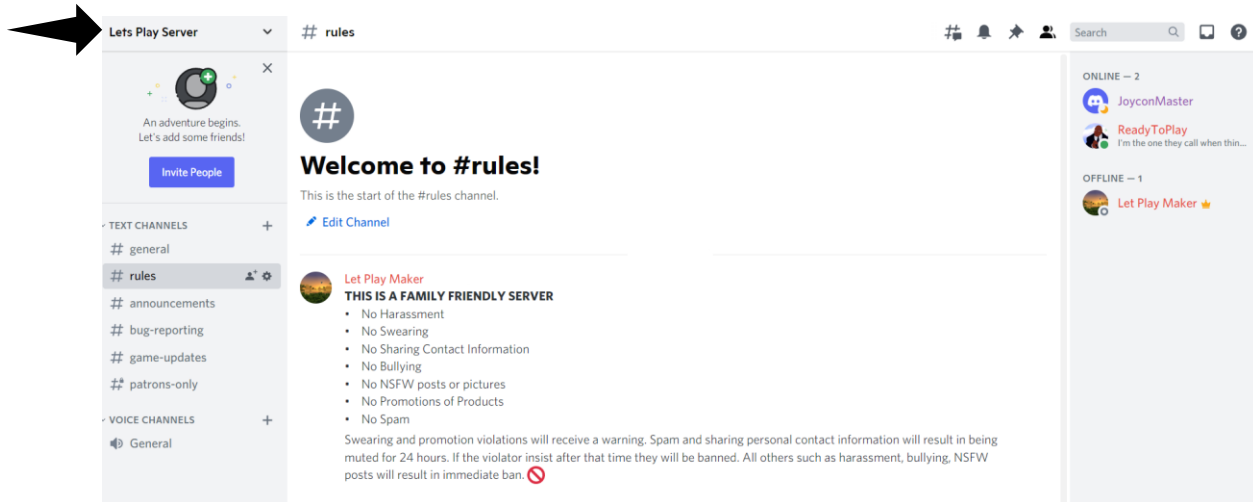 Lets Play Server
# rules
Search
An adventure begins.
Let's add some friends!
Invite People
TEXT CHANNELS
# general
# rules
# announcements
# bug-reporting
# game-updates
# patrons-only
VOICE CHANNELS
General
#
Welcome to #rules!
This is the start of the #rules channel.
Edit Channel
Let Play Maker
THIS IS A FAMILY FRIENDLY SERVER
• No Harassment
• No Swearing
• No Sharing Contact Information
• No Bullying
• No NSFW posts or pictures
• No Promotions of Products
• No Spam
Swearing and promotion violations will receive a warning. Spam and sharing personal contact information will result in being
muted for 24 hours. If the violator insist after that time they will be banned. All others such as harassment, bullying, NSFW
posts will result in immediate ban.
ONLINE — 2
JoyconMaster
ReadyToPlay
I'm the one they call when thin...
OFFLINE — 1
Let Play Maker